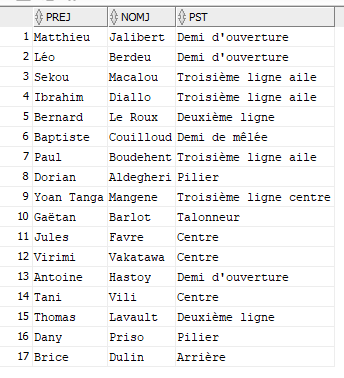 PREJ NOMJ PST
1 Matthieu Jalibert Demi d'ouverture
2 Léo Berdeu Demi d'ouverture
3 Sekou Macalou Troisième ligne aile
4 Ibrahim Diallo Troisième ligne aile
5 Bernard Le Roux Deuxième ligne
6 Baptiste Couilloud Demi de mêlée
7 Paul Boudehent Troisième ligne aile
8 Dorian Aldegheri Pilier
9 Yoan Tanga Mangene Troisième ligne centre
10 Gaëtan Barlot Talonneur
11 Jules Favre Centre
12 Virimi Vakatawa Centre
13 Antoine Hastoy Demi d'ouverture
14 Tani Vili Centre
15 Thomas Lavault Deuxième ligne
16 Dany Priso Pilier
17 Brice Dulin Arrière